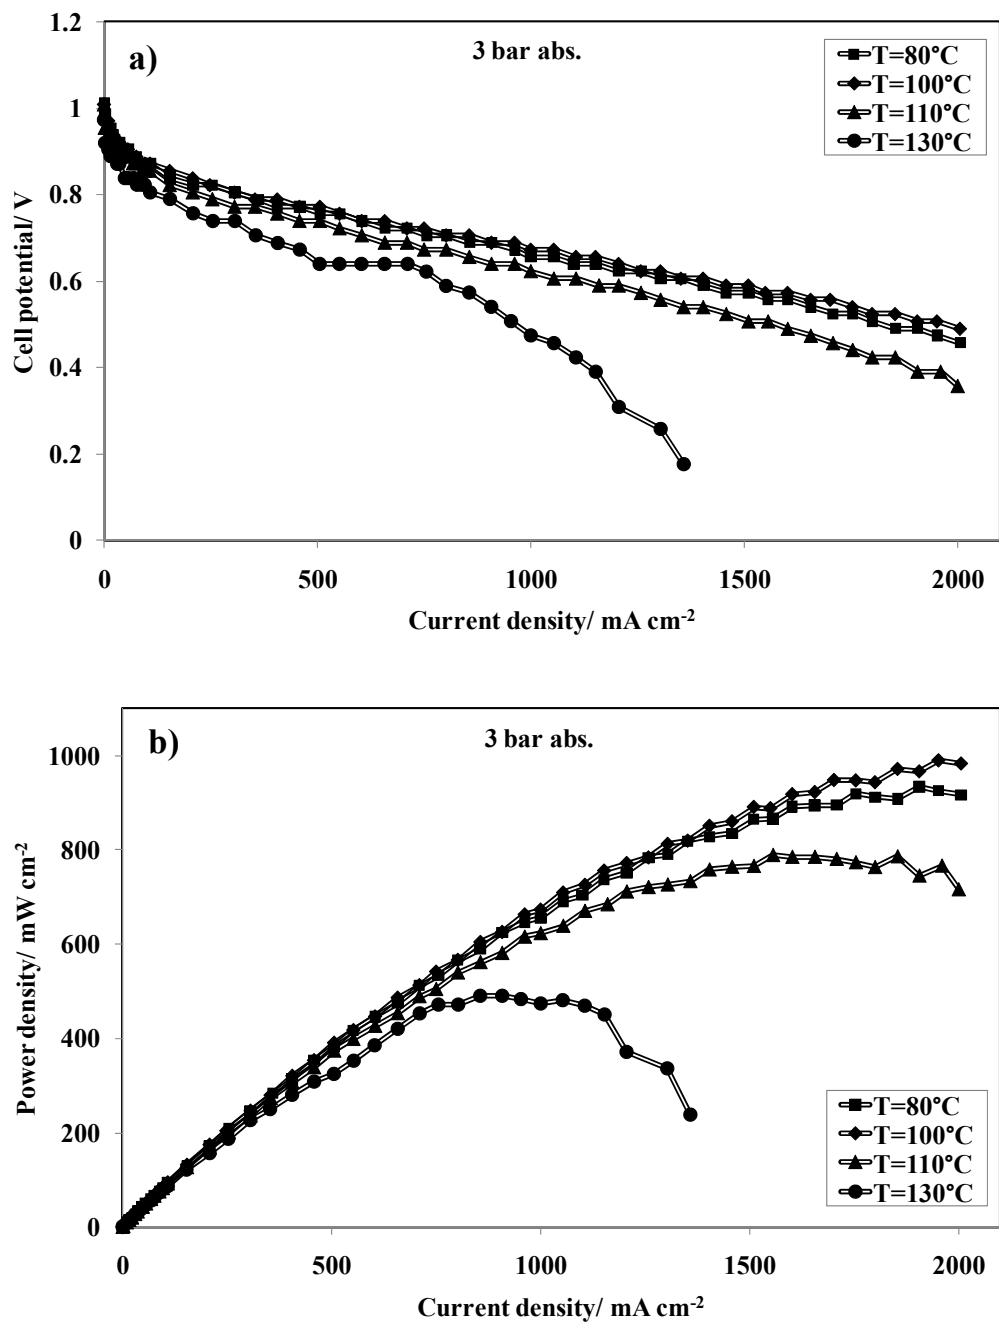 1.2
a)
3 bar abs.
T=80°C
T=100°C
T=110°C
T=130°C
1
0.8
0.6
0.4
0.2
0
Cell potential/ V
0 500 1000 1500 2000
Current density/ mA cm-2
b)
3 bar abs.
1000
800
600
400
200
0
Power density/ mW cm-2
T=80°C
T=100°C
T=110°C
T=130°C
0 500 1000 1500 2000
Current density/ mA cm-2